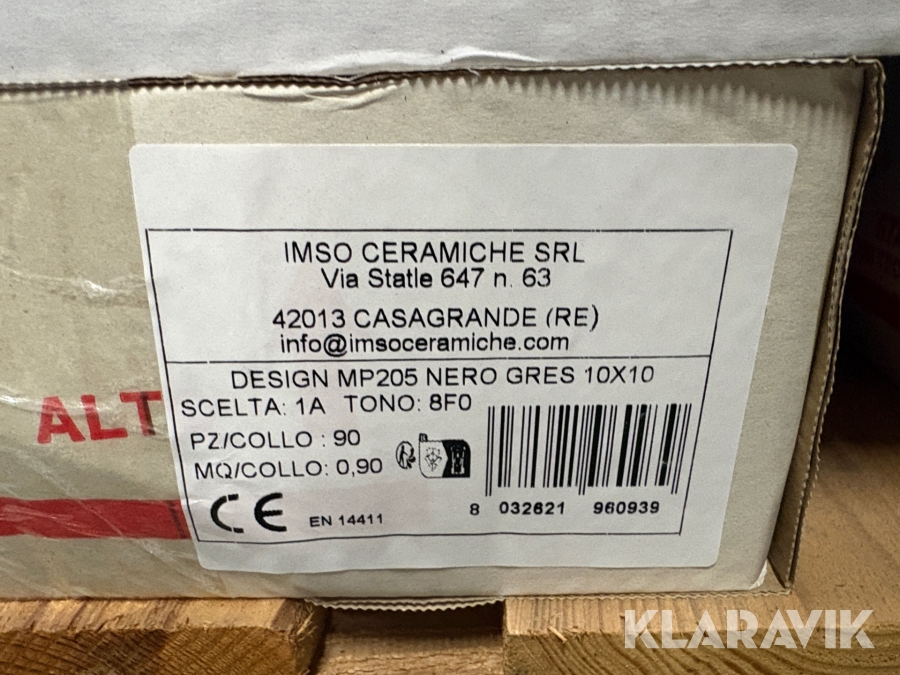 IMSO CERAMICHE SRL
Via Statle 647 n. 63
42013 CASAGRANDE (RE)
info@imsoceramiche.com
DESIGN MP205 NERO GRES 10X10
SCELTA: 1A TONO: 8F0
PZ/COLLO : 90
MQ/COLLO: 0,90
CE EN 14411
8 032621 960939
ALT
KLARAVIK